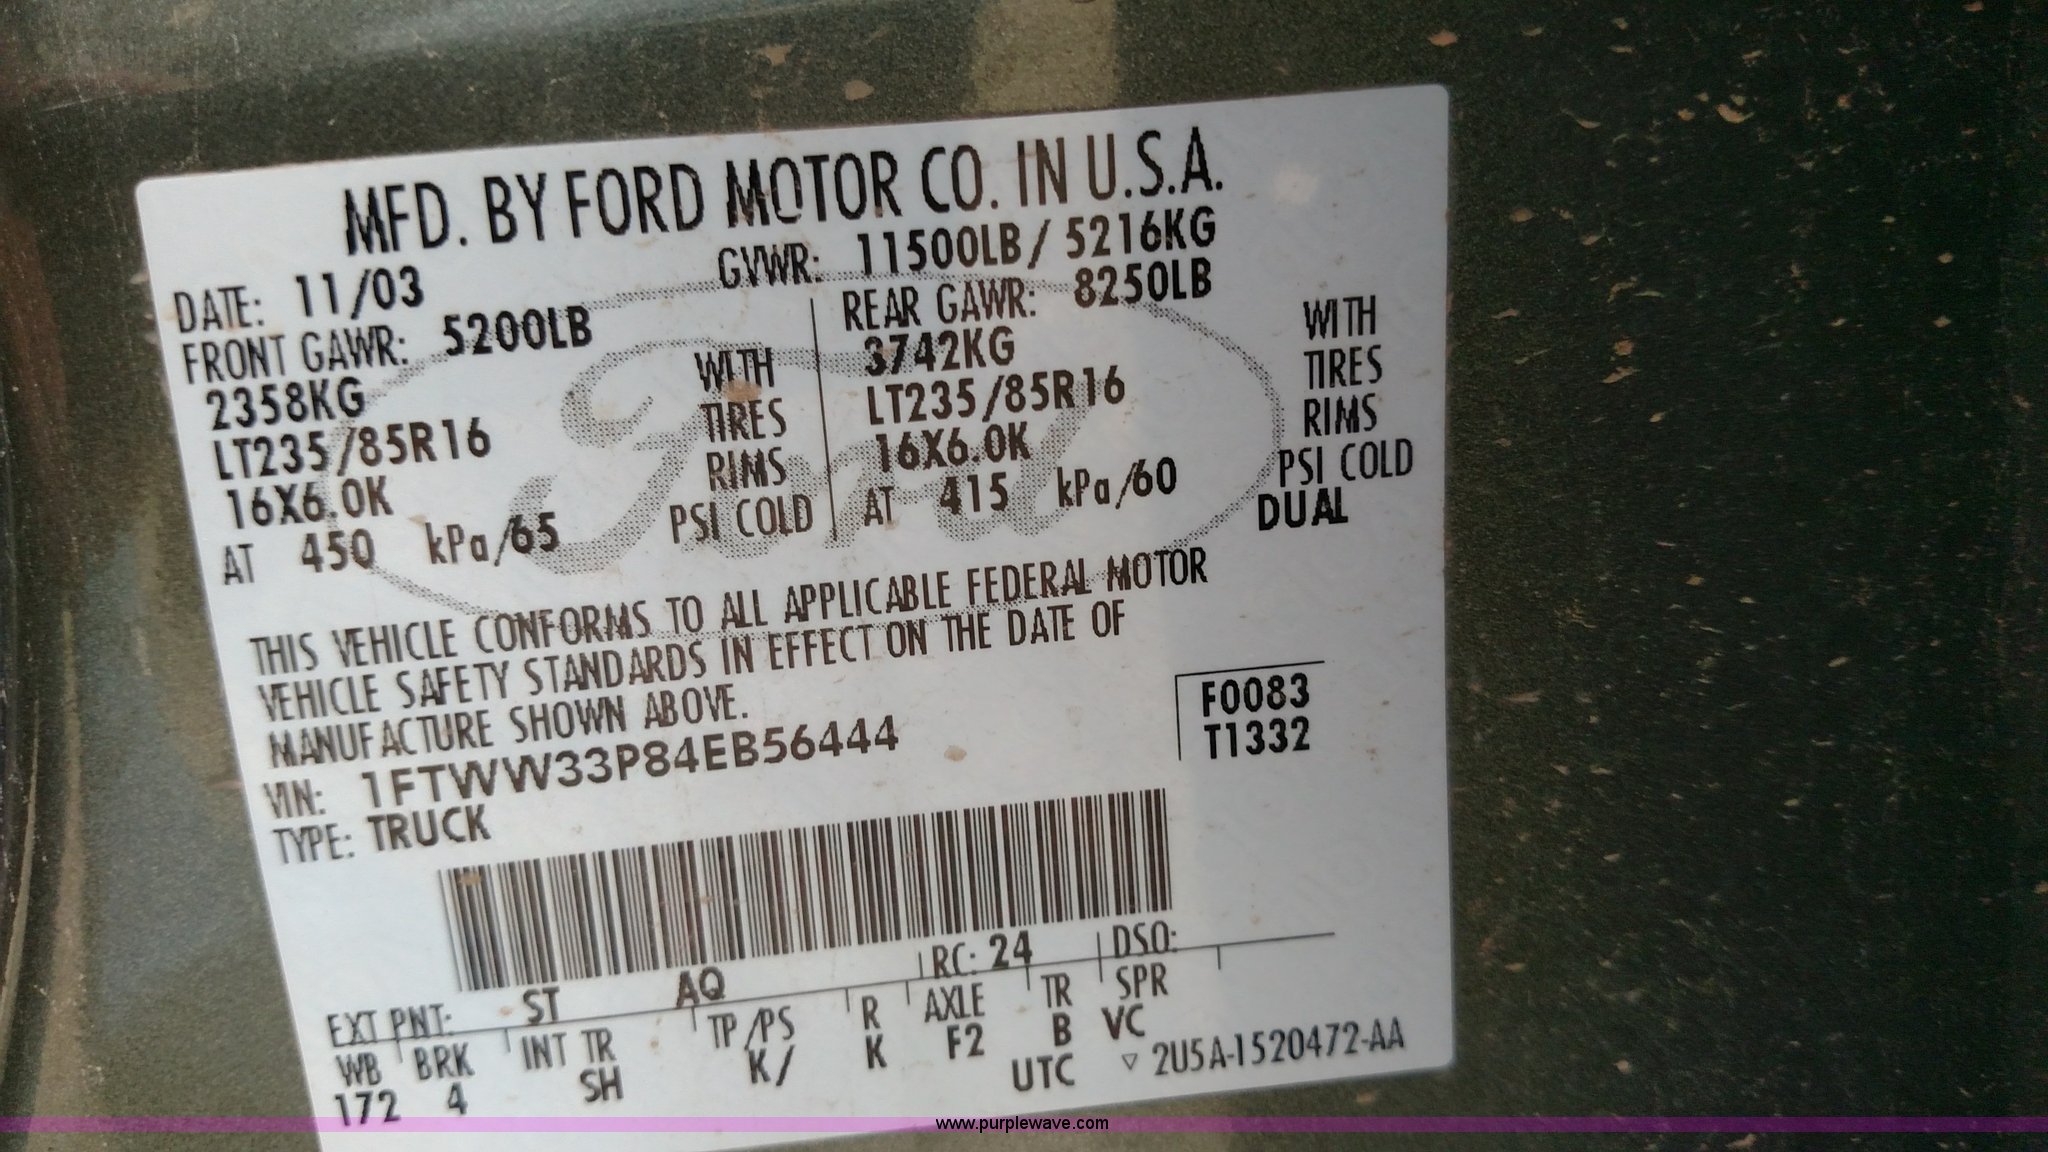 MFD. BY FORD MOTOR CO. IN U.S.A.
DATE: 11/03 GVWR: 11500LB/ 5216KG
FRONT GAWR: 5200LB REAR GAWR: 8250LB
2358KG WITH 3742KG WITH
LT235/85R16 TIRES LT235/85R16 TIRES
16X6.0K RIMS 16X6.0K RIMS
AT 450 kPa/65 PSI COLD AT 415 kPa/60 PSI COLD
DUAL
Ford
THIS VEHICLE CONFORMS TO ALL APPLICABLE FEDERAL MOTOR
VEHICLE SAFETY STANDARDS IN EFFECT ON THE DATE OF
MANUFACTURE SHOWN ABOVE.
F0083
T1332
VIN: 1FTWW33P84EB56444
TYPE: TRUCK
EXT PNT: ST AQ RC: 24 DSO:
WB BRK INT TR TP/PS R AXLE TR SPR
172 4 SH K/ K F2 B VC
UTC ▽ 2U5A-1520472-AA
www.purplewave.com